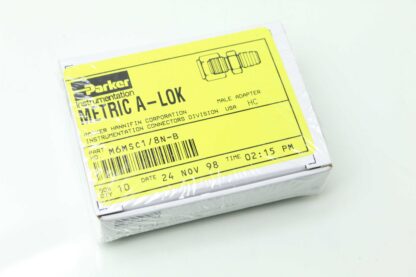 Parker
Instrumentation
METRIC A-LOK
MALE ADAPTER
PARKER HANNIFIN CORPORATION
INSTRUMENTATION CONNECTORS DIVISION USA HC
PART
NO
M6MSC1/8N-B
QTY 10 DATE 24 NOV 98 TIME 02:15 PM